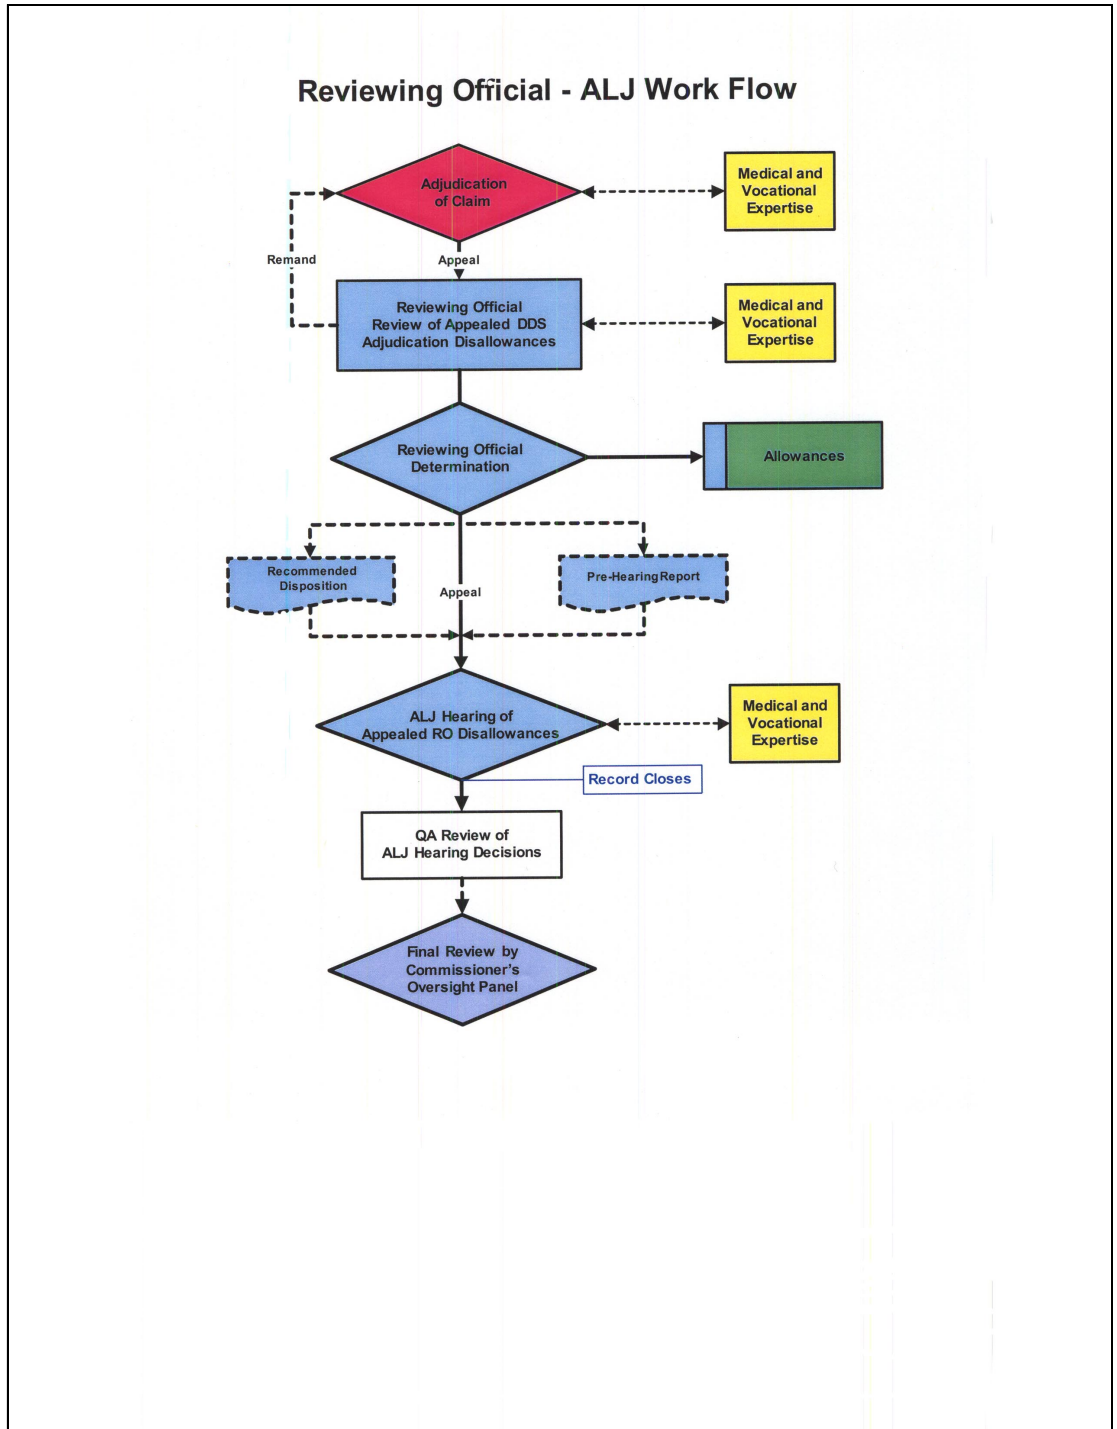 Reviewing Official - ALJ Work Flow
Adjudication
of Claim
Medical and
Vocational
Expertise
Remand
Appeal
Reviewing Official
Review of Appealed DDS
Adjudication Disallowances
Medical and
Vocational
Expertise
Reviewing Official
Determination
Allowances
Recommended
Disposition
Appeal
Pre-Hearing Report
ALJ Hearing of
Appealed RO Disallowances
Medical and
Vocational
Expertise
Record Closes
QA Review of
ALJ Hearing Decisions
Final Review by
Commissioner's
Oversight Panel